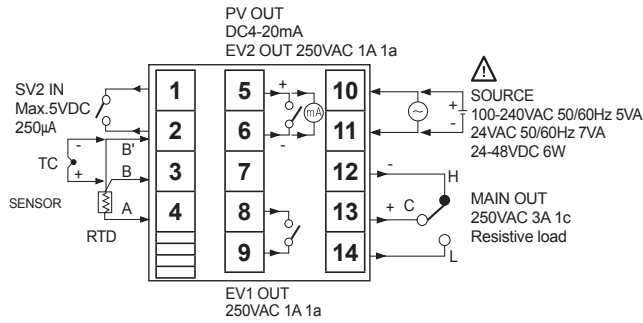 PV OUT
DC4-20mA
EV2 OUT 250VAC 1A 1a
SV2 IN
Max.5VDC
250μA
1
2
3
4
5
6
7
8
9
10
11
12
13
14
+
-
mA
~
+
-
SOURCE
100-240VAC 50/60Hz 5VA
24VAC 50/60Hz 7VA
24-48VDC 6W
TC
-
+
B'
B
A
SENSOR
RTD
-
H
+ C
L
MAIN OUT
250VAC 3A 1c
Resistive load
EV1 OUT
250VAC 1A 1a